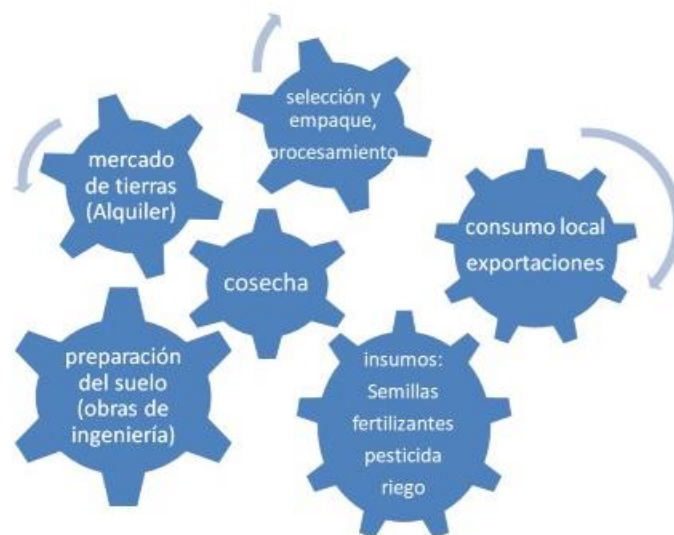 selección y
empaque,
procesamiento
mercado
de tierras
(Alquiler)
consumo local
exportaciones
cosecha
preparación
del suelo
(obras de
ingeniería)
insumos:
Semillas
fertilizantes
pesticida
riego